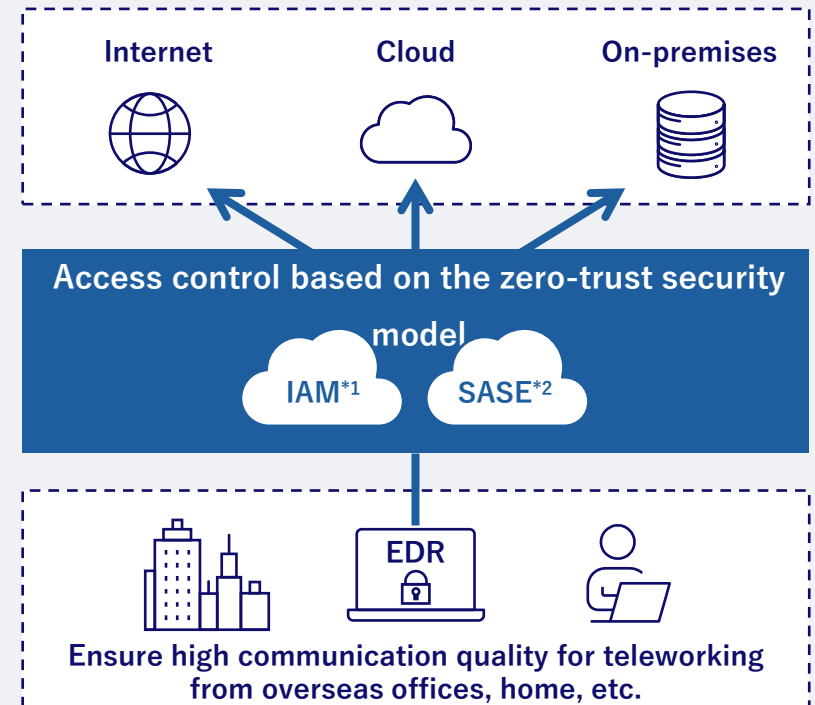 Internet
Cloud
On-premises
Access control based on the zero-trust security
model
IAM*1
SASE*2
EDR
Ensure high communication quality for teleworking
from overseas offices, home, etc.